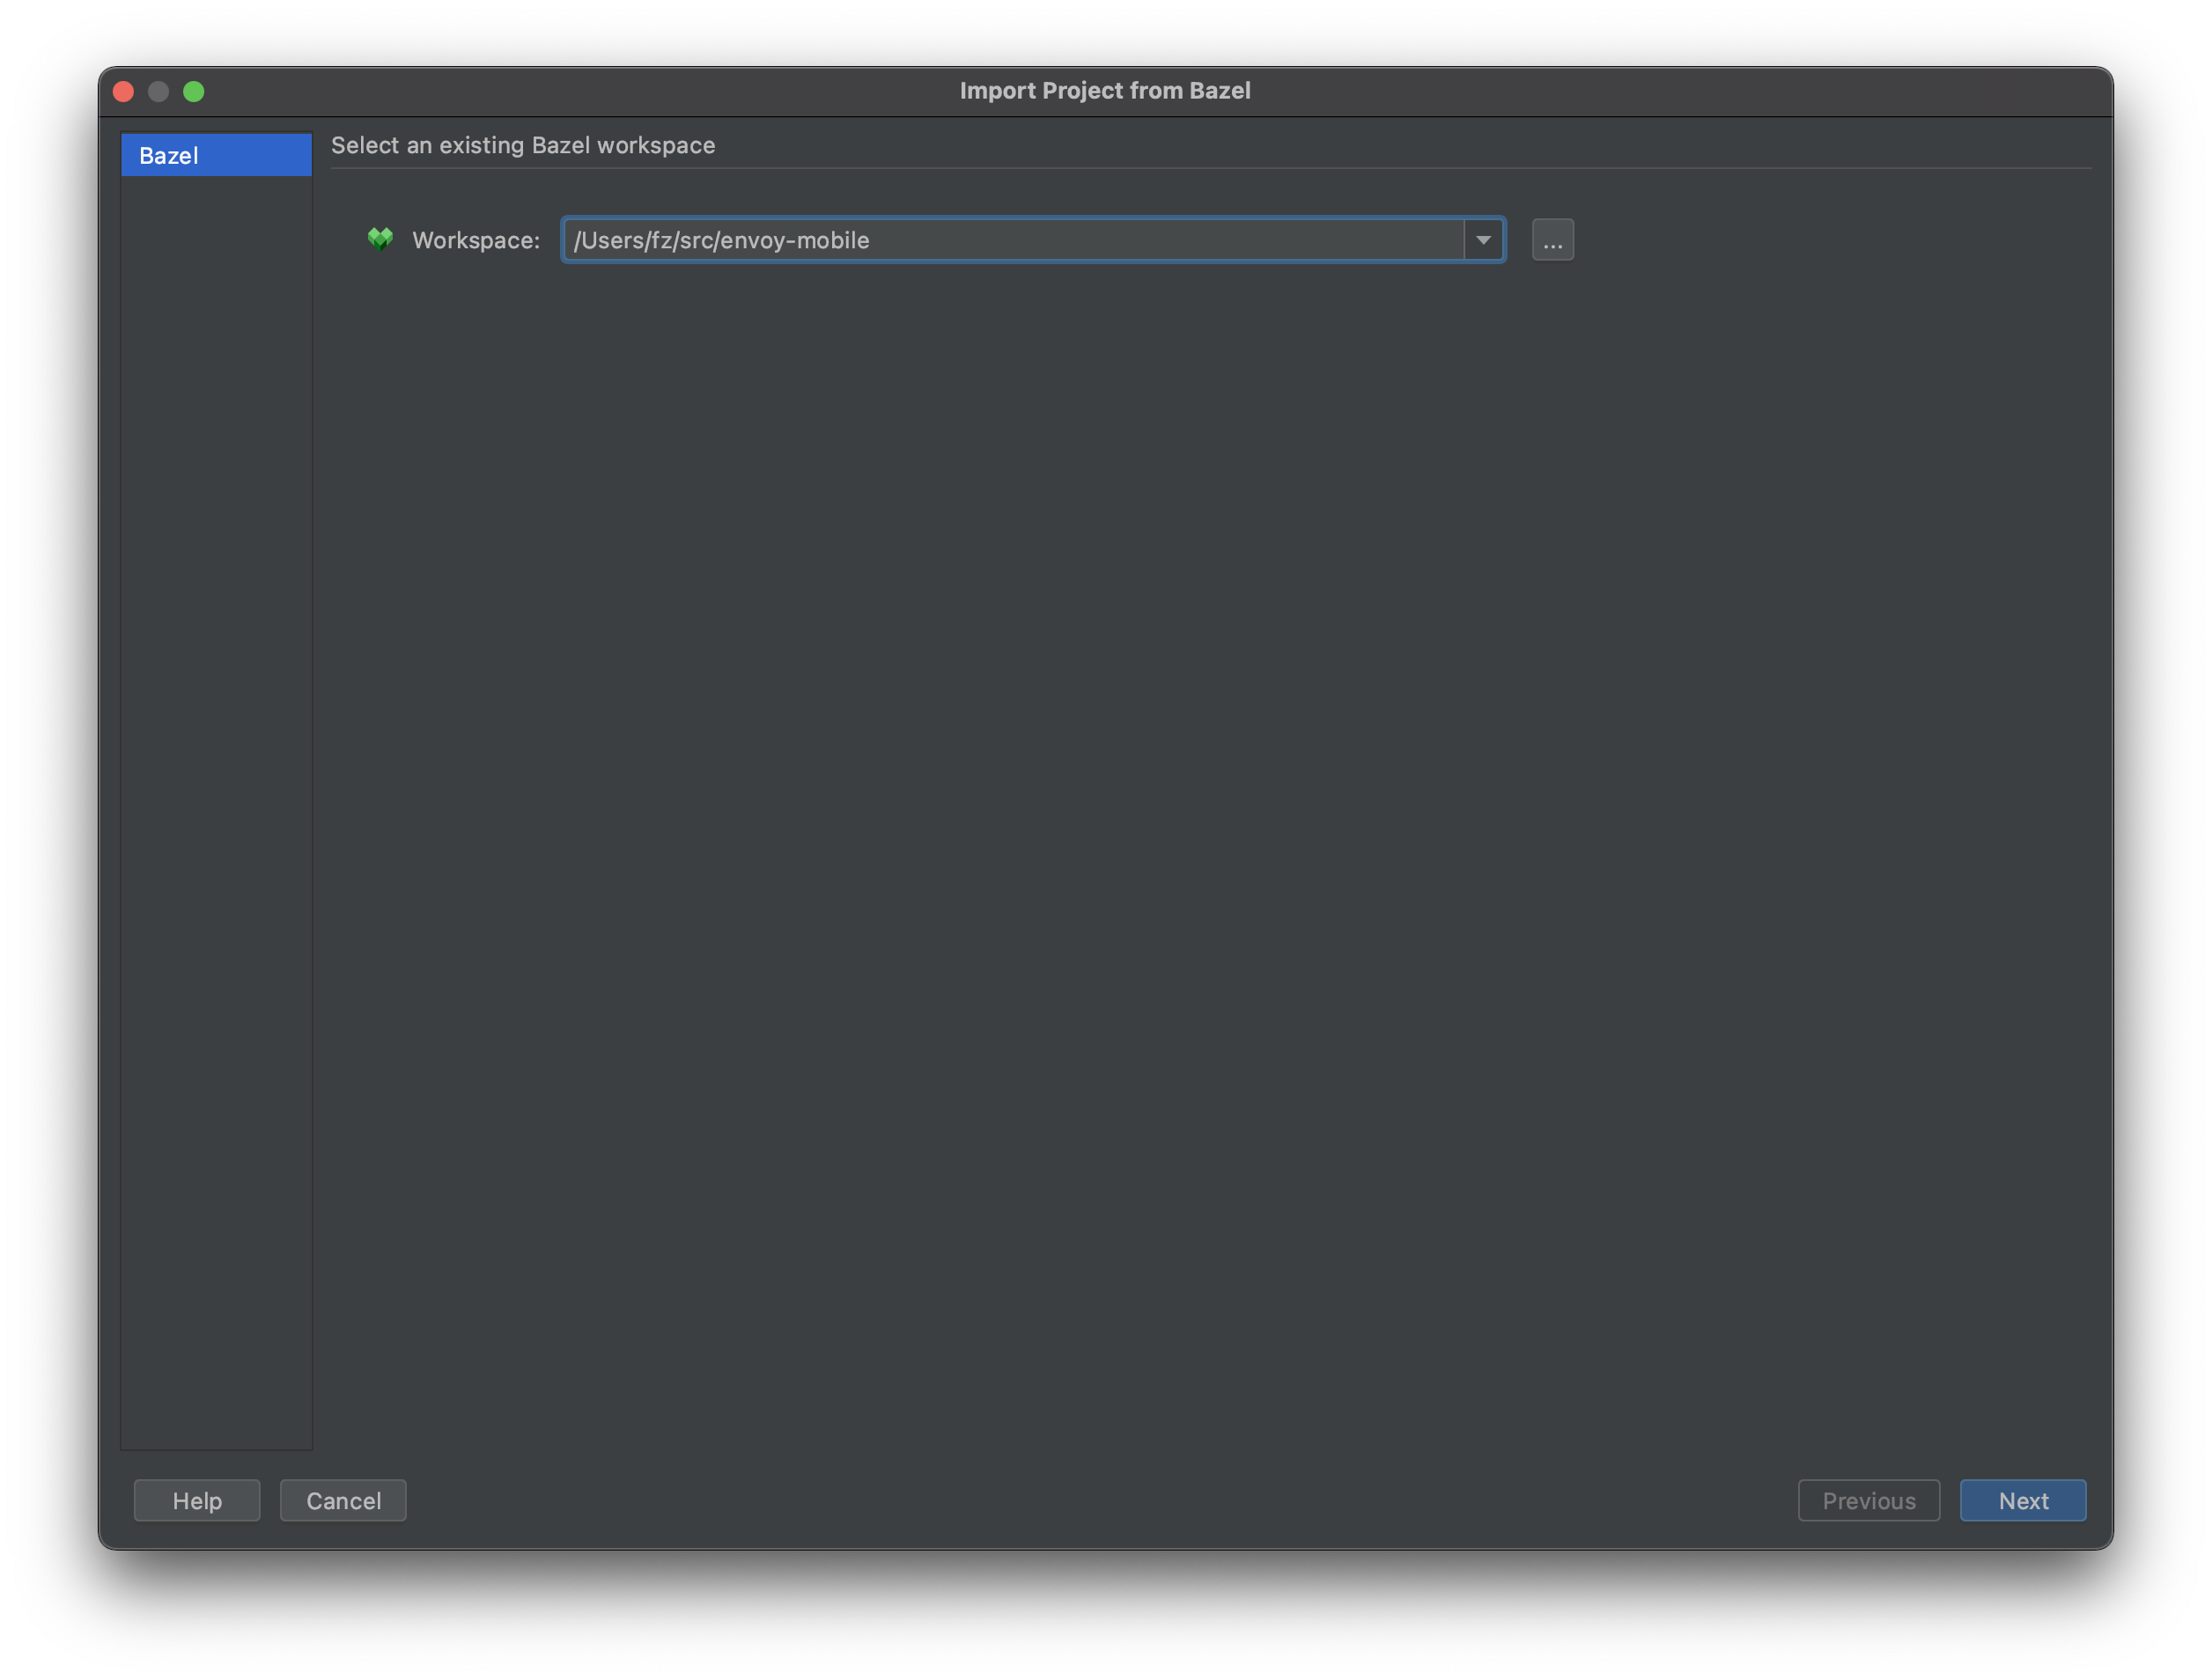 Import Project from Bazel
Bazel
Select an existing Bazel workspace
Workspace: /Users/fz/src/envoy-mobile ...
Help Cancel Previous Next